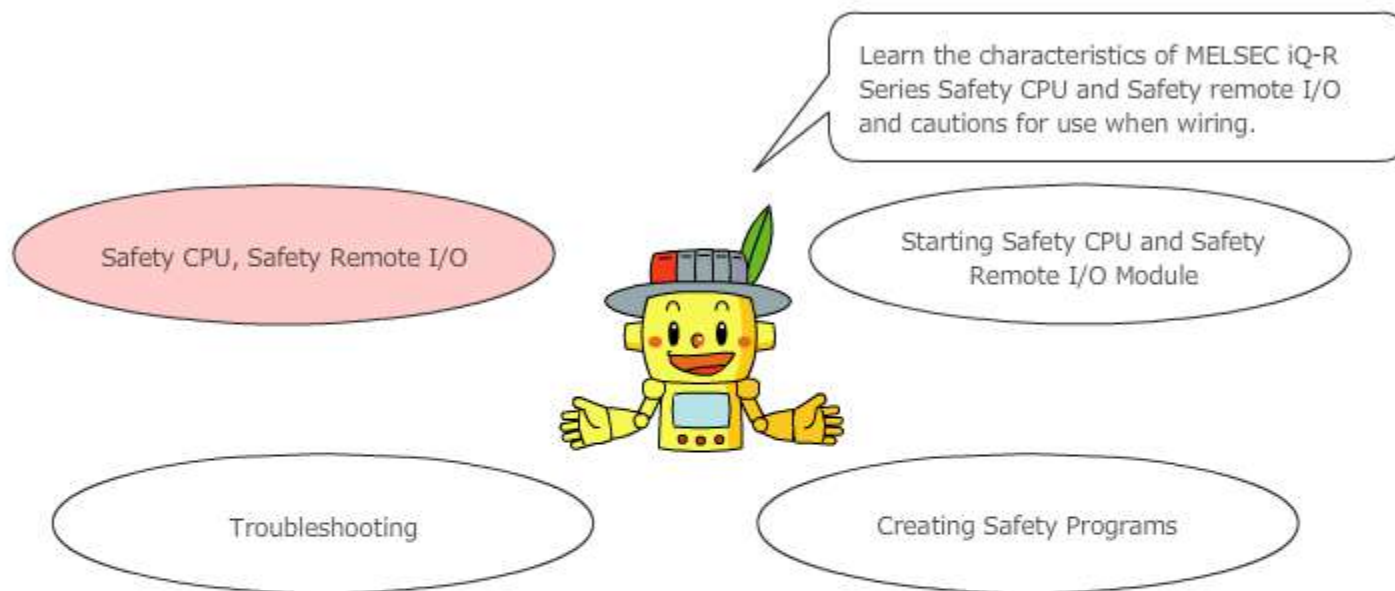 Learn the characteristics of MELSEC iQ-R
Series Safety CPU and Safety remote I/O
and cautions for use when wiring.
Safety CPU, Safety Remote I/O
Starting Safety CPU and Safety
Remote I/O Module
Troubleshooting
Creating Safety Programs